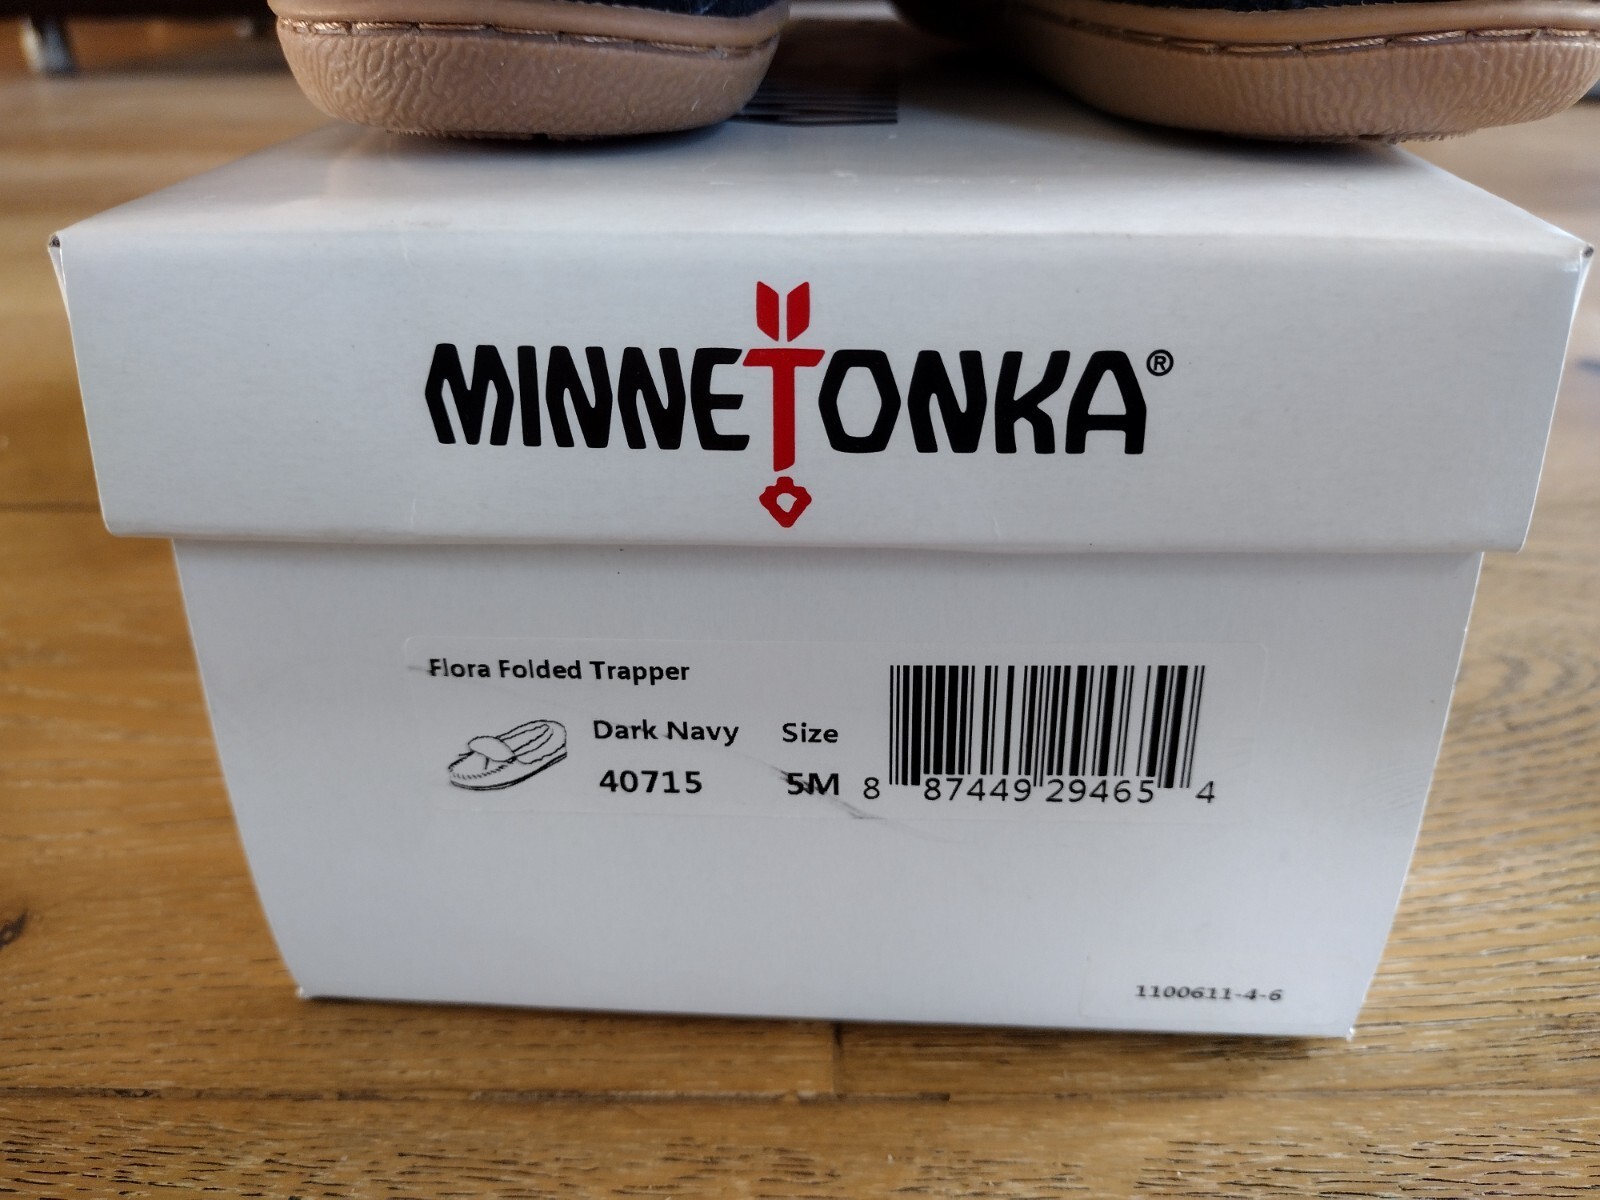 MINNETONKA®
Flora Folded Trapper
Dark Navy Size
40715 5M
8 87449 29465 4
1100611-4-6